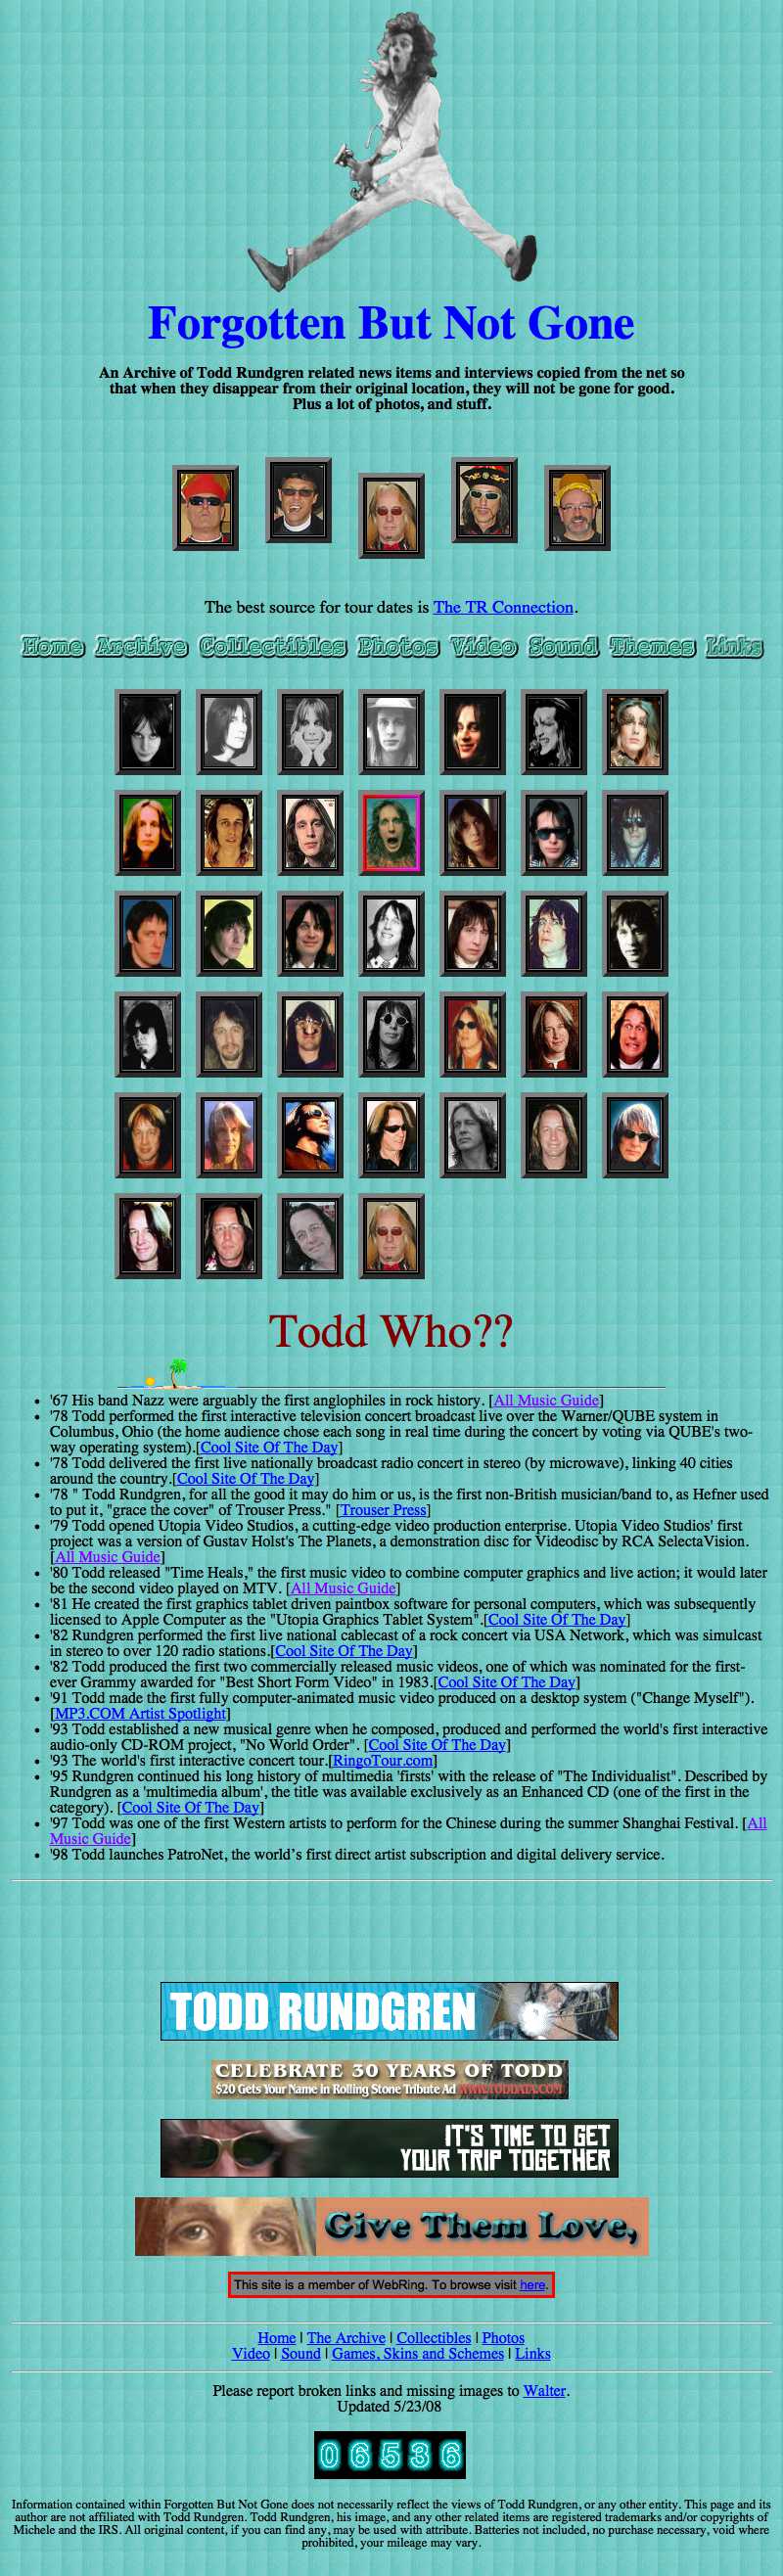 Forgotten But Not Gone
An Archive of Todd Rundgren related news items and interviews copied from the net so
that when they disappear from their original location, they will not be gone for good.
Plus a lot of photos, and stuff.
The best source for tour dates is The TR Connection.
Home Archive Collectibles Photos Video Sound Themes Links
Todd Who??
• '67 His band Nazz were arguably the first anglophiles in rock history. [All Music Guide]
• '78 Todd performed the first interactive television concert broadcast live over the Warner/QUBE system in
Columbus, Ohio (the home audience chose each song in real time during the concert by voting via QUBE's two-
way operating system).[Cool Site Of The Day]
• '78 Todd delivered the first live nationally broadcast radio concert in stereo (by microwave), linking 40 cities
around the country.[Cool Site Of The Day]
• '78 " Todd Rundgren, for all the good it may do him or us, is the first non-British musician/band to, as Hefner used
to put it, "grace the cover" of Trouser Press." [Trouser Press]
• '79 Todd opened Utopia Video Studios, a cutting-edge video production enterprise. Utopia Video Studios' first
project was a version of Gustav Holst's The Planets, a demonstration disc for Videodisc by RCA SelectaVision.
[All Music Guide]
• '80 Todd released "Time Heals," the first music video to combine computer graphics and live action; it would later
be the second video played on MTV. [All Music Guide]
• '81 He created the first graphics tablet driven paintbox software for personal computers, which was subsequently
licensed to Apple Computer as the "Utopia Graphics Tablet System".[Cool Site Of The Day]
• '82 Rundgren performed the first live national cablecast of a rock concert via USA Network, which was simulcast
in stereo to over 120 radio stations.[Cool Site Of The Day]
• '82 Todd produced the first two commercially released music videos, one of which was nominated for the first-
ever Grammy awarded for "Best Short Form Video" in 1983.[Cool Site Of The Day]
• '91 Todd made the first fully computer-animated music video produced on a desktop system ("Change Myself").
[MP3.COM Artist Spotlight]
• '93 Todd established a new musical genre when he composed, produced and performed the world's first interactive
audio-only CD-ROM project, "No World Order". [Cool Site Of The Day]
• '93 The world's first interactive concert tour.[RingoTour.com]
• '95 Rundgren continued his long history of multimedia 'firsts' with the release of "The Individualist". Described by
Rundgren as a 'multimedia album', the title was available exclusively as an Enhanced CD (one of the first in the
category). [Cool Site Of The Day]
• '97 Todd was one of the first Western artists to perform for the Chinese during the summer Shanghai Festival. [All
Music Guide]
• '98 Todd launches PatroNet, the world’s first direct artist subscription and digital delivery service.
TODD RUNDGREN
CELEBRATE 30 YEARS OF TODD
$20 Gets Your Name in Rolling Stone Tribute Ad WWW.TODDATA.COM
IT'S TIME TO GET
YOUR TRIP TOGETHER
Give Them Love,
This site is a member of WebRing. To browse visit here.
Home | The Archive | Collectibles | Photos
Video | Sound | Games, Skins and Schemes | Links
Please report broken links and missing images to Walter.
Updated 5/23/08
06536
Information contained within Forgotten But Not Gone does not necessarily reflect the views of Todd Rundgren, or any other entity. This page and its
author are not affiliated with Todd Rundgren. Todd Rundgren, his image, and any other related items are registered trademarks and/or copyrights of
Michele and the IRS. All original content, if you can find any, may be used with attribute. Batteries not included, no purchase necessary, void where
prohibited, your mileage may vary.